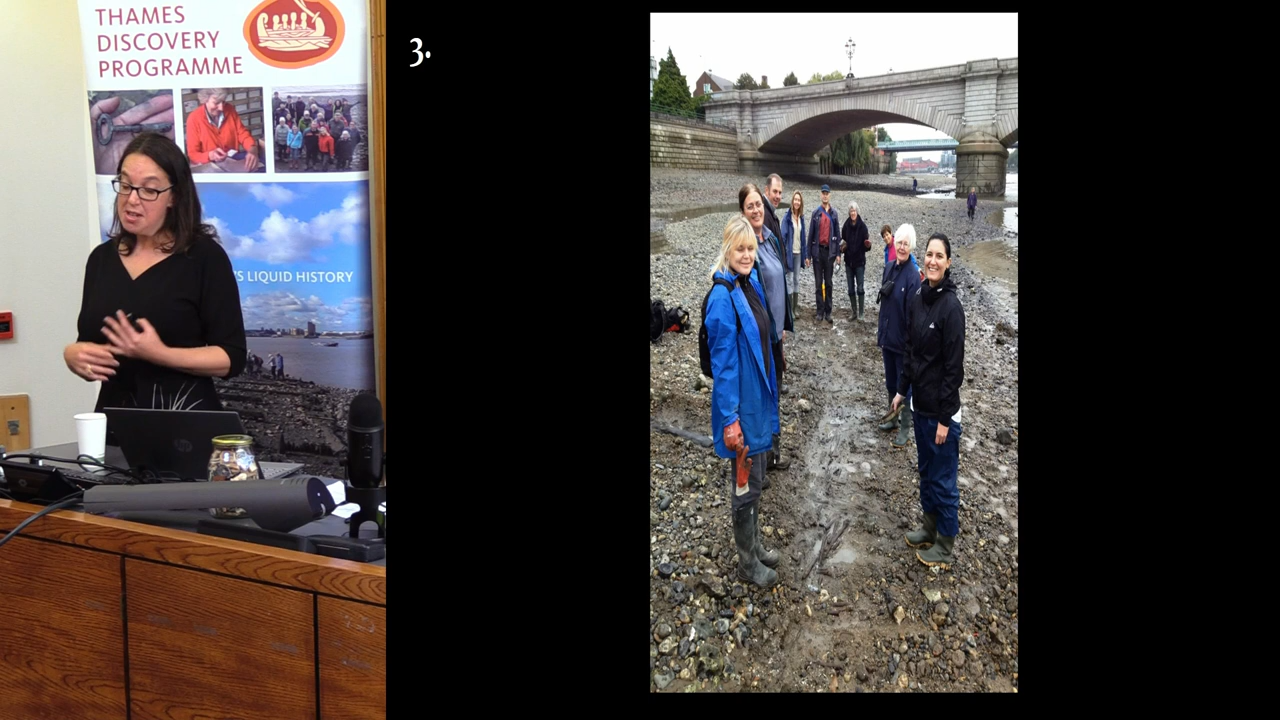 THAMES
DISCOVERY
PROGRAMME
S LIQUID HISTORY
3.